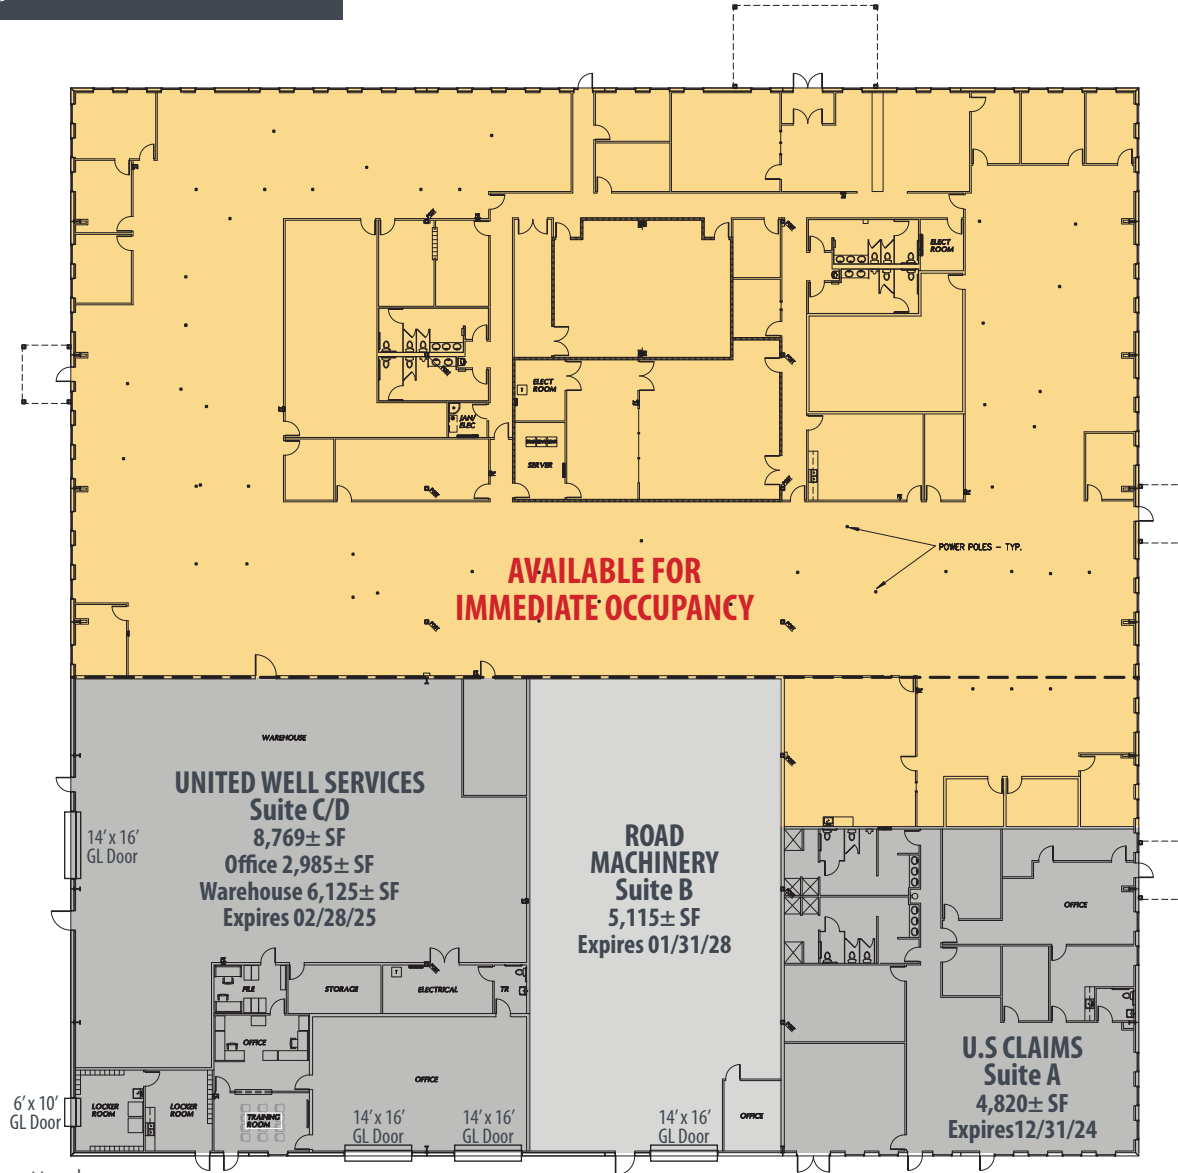 ELECT
ROOM
ELECT
ROOM
JAN/
ELEC
SERVER
POWER POLES - TYP.
AVAILABLE FOR
IMMEDIATE OCCUPANCY
WAREHOUSE
UNITED WELL SERVICES
Suite C/D
8,769± SF
Office 2,985± SF
Warehouse 6,125± SF
Expires 02/28/25
14' x 16'
GL Door
ROAD
MACHINERY
Suite B
5,115± SF
Expires 01/31/28
OFFICE
FILE
STORAGE
ELECTRICAL
TR
OFFICE
OFFICE
U.S CLAIMS
Suite A
4,820± SF
Expires12/31/24
6' x 10'
GL Door
LOCKER
ROOM
LOCKER
ROOM
TRAINING
ROOM
14' x 16'
GL Door
14' x 16'
GL Door
14' x 16'
GL Door
OFFICE